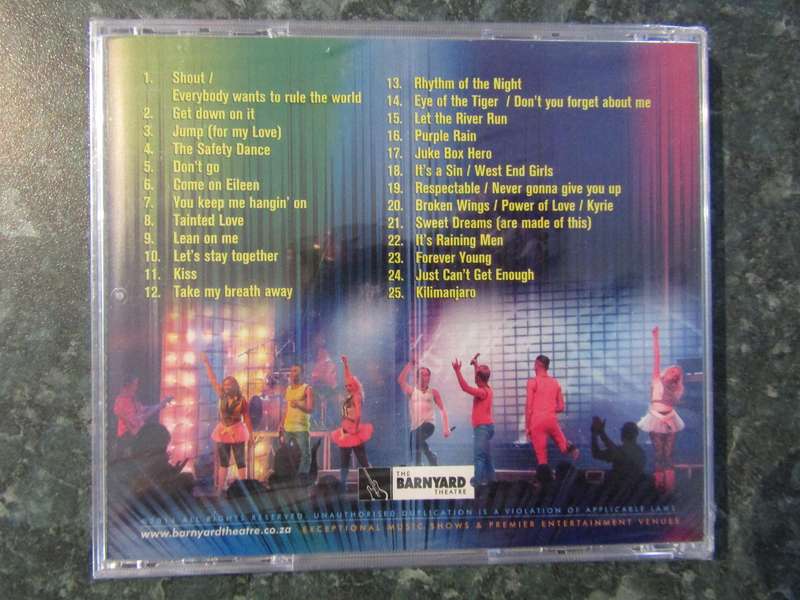 1. Shout /
Everybody wants to rule the world
2. Get down on it
3. Jump (for my Love)
4. The Safety Dance
5. Don't go
6. Come on Eileen
7. You keep me hangin' on
8. Tainted Love
9. Lean on me
10. Let's stay together
11. Kiss
12. Take my breath away
13. Rhythm of the Night
14. Eye of the Tiger / Don't you forget about me
15. Let the River Run
16. Purple Rain
17. Juke Box Hero
18. It's a Sin / West End Girls
19. Respectable / Never gonna give you up
20. Broken Wings / Power of Love / Kyrie
21. Sweet Dreams (are made of this)
22. It's Raining Men
23. Forever Young
24. Just Can't Get Enough
25. Kilimanjaro
THE
BARNYARD
THEATRE
ALL RIGHTS RESERVED. UNAUTHORISED DUPLICATION IS A VIOLATION OF APPLICABLE LAWS
www.barnyardtheatre.co.za EXCEPTIONAL MUSIC SHOWS & PREMIER ENTERTAINMENT VENUES